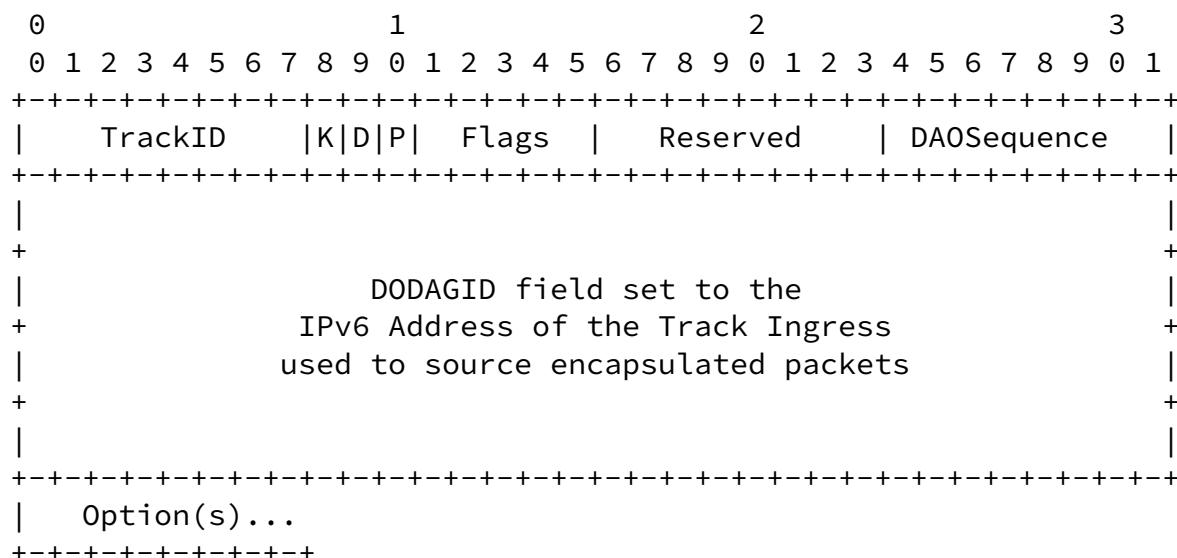 0                   1                   2                   3
 0 1 2 3 4 5 6 7 8 9 0 1 2 3 4 5 6 7 8 9 0 1 2 3 4 5 6 7 8 9 0 1
+-+-+-+-+-+-+-+-+-+-+-+-+-+-+-+-+-+-+-+-+-+-+-+-+-+-+-+-+-+-+-+-+
|    TrackID    |K|D|P|  Flags  |   Reserved    | DAOSequence   |
+-+-+-+-+-+-+-+-+-+-+-+-+-+-+-+-+-+-+-+-+-+-+-+-+-+-+-+-+-+-+-+-+
|                                                               |
+                                                               +
|                   DODAGID field set to the                    |
+               IPv6 Address of the Track Ingress               +
|              used to source encapsulated packets              |
+                                                               +
|                                                               |
+-+-+-+-+-+-+-+-+-+-+-+-+-+-+-+-+-+-+-+-+-+-+-+-+-+-+-+-+-+-+-+-+
|   Option(s)...
+-+-+-+-+-+-+-+-+